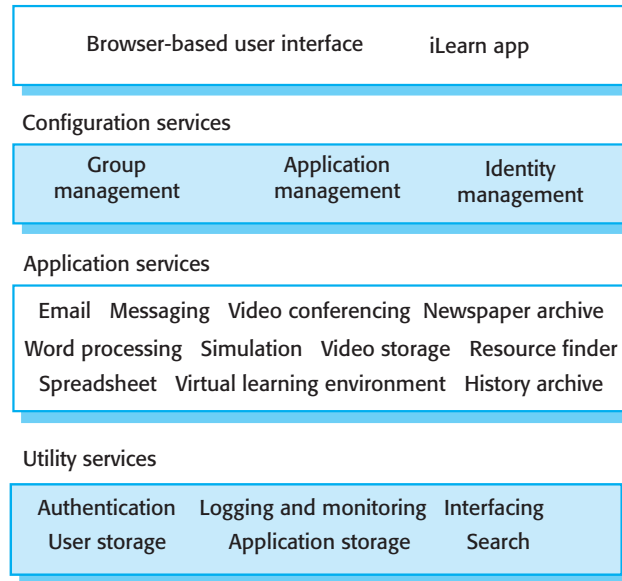 Browser-based user interface iLearn app
Configuration services
Group management Application management Identity management
Application services
Email Messaging Video conferencing Newspaper archive
Word processing Simulation Video storage Resource finder
Spreadsheet Virtual learning environment History archive
Utility services
Authentication Logging and monitoring Interfacing
User storage Application storage Search